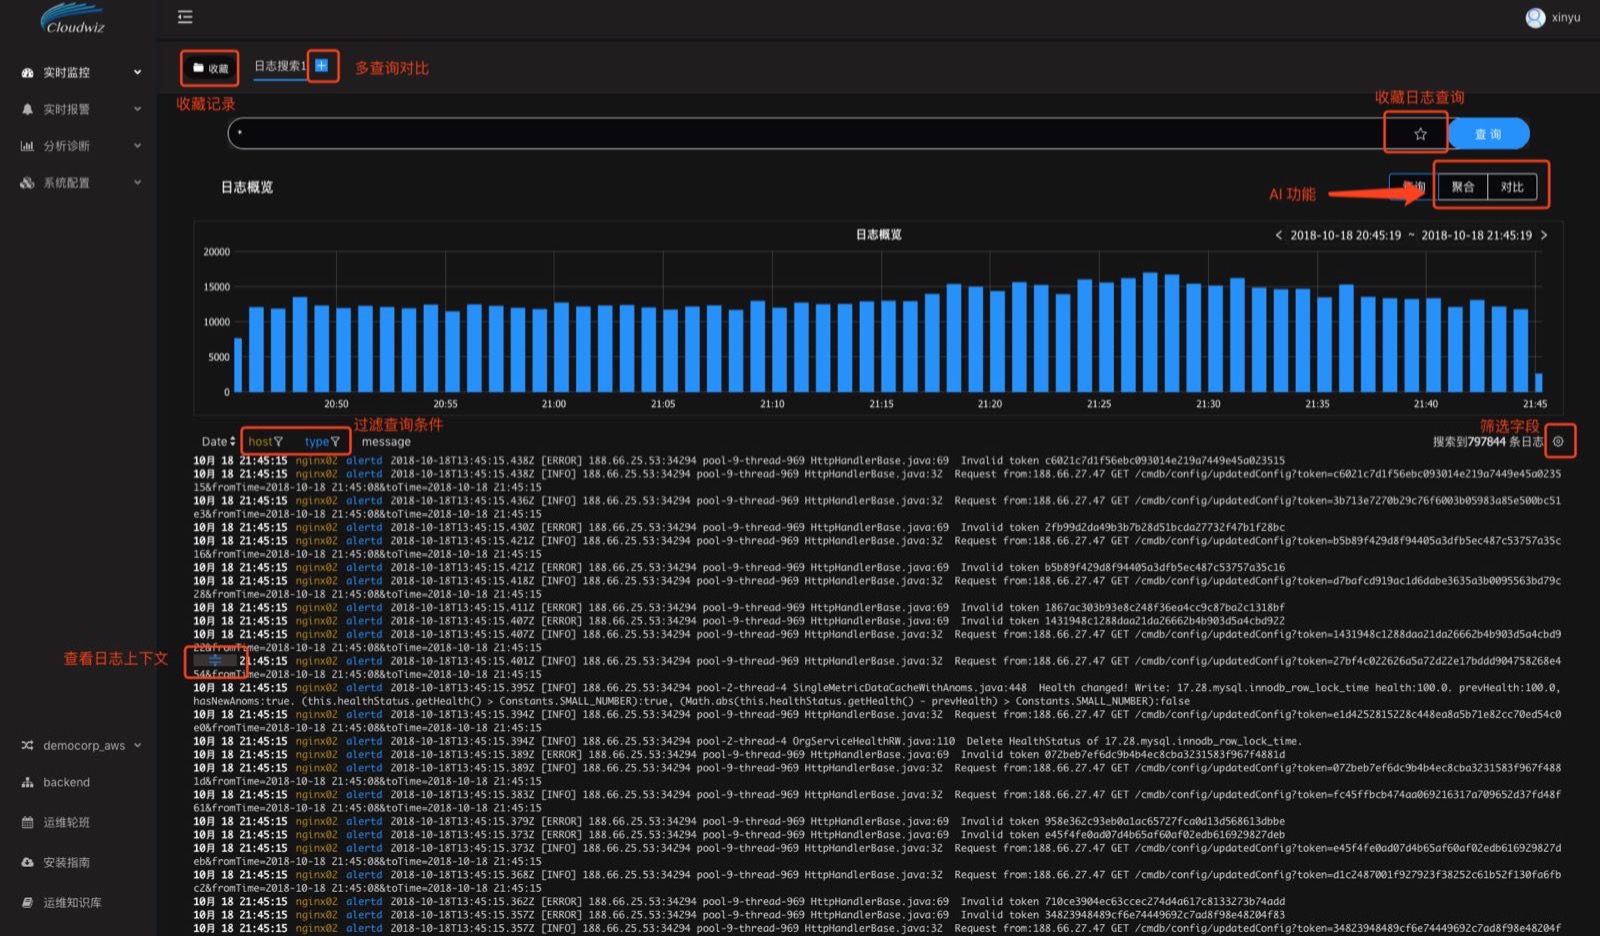 Cloudwiz
xinyu
实时监控
实时报警
分析诊断
系统配置
收藏
日志搜索1
多查询对比
收藏记录
收藏日志查询
*
查 询
日志概览
AI 功能
询
聚合
对比
日志概览
2018-10-18 20:45:19 ~ 2018-10-18 21:45:19
20000
15000
10000
5000
0
20:50 20:55 21:00 21:05 21:10 21:15 21:20 21:25 21:30 21:35 21:40 21:45
过滤查询条件
筛选字段
Date host type message
搜索到797844 条日志
10月 18 21:45:15 nginx02 alertd 2018-10-18T13:45:15.438Z [ERROR] 188.66.25.53:34294 pool-9-thread-969 HttpHandlerBase.java:69 Invalid token c6021c7d1f56ebc093014e219a7449e45a023515
10月 18 21:45:15 nginx02 alertd 2018-10-18T13:45:15.438Z [INFO] 188.66.25.53:34294 pool-9-thread-969 HttpHandlerBase.java:32 Request from:188.66.27.47 GET /cmdb/config/updatedConfig?token=c6021c7d1f56ebc093014e219a7449e45a0235
15&fromTime=2018-10-18 21:45:08&toTime=2018-10-18 21:45:15
10月 18 21:45:15 nginx02 alertd 2018-10-18T13:45:15.436Z [INFO] 188.66.25.53:34294 pool-9-thread-969 HttpHandlerBase.java:32 Request from:188.66.27.47 GET /cmdb/config/updatedConfig?token=3b713e7270b29c76f6003b05983a85e500bc51
e3&fromTime=2018-10-18 21:45:08&toTime=2018-10-18 21:45:15
10月 18 21:45:15 nginx02 alertd 2018-10-18T13:45:15.430Z [ERROR] 188.66.25.53:34294 pool-9-thread-969 HttpHandlerBase.java:69 Invalid token 2fb99d2da49b3b7b28d51bcda27732f47b1f28bc
10月 18 21:45:15 nginx02 alertd 2018-10-18T13:45:15.421Z [INFO] 188.66.25.53:34294 pool-9-thread-969 HttpHandlerBase.java:32 Request from:188.66.27.47 GET /cmdb/config/updatedConfig?token=b5b89f429d8f94405a3dfb5ec487c53757a35c
16&fromTime=2018-10-18 21:45:08&toTime=2018-10-18 21:45:15
10月 18 21:45:15 nginx02 alertd 2018-10-18T13:45:15.421Z [ERROR] 188.66.25.53:34294 pool-9-thread-969 HttpHandlerBase.java:69 Invalid token b5b89f429d8f94405a3dfb5ec487c53757a35c16
10月 18 21:45:15 nginx02 alertd 2018-10-18T13:45:15.418Z [INFO] 188.66.25.53:34294 pool-9-thread-969 HttpHandlerBase.java:32 Request from:188.66.27.47 GET /cmdb/config/updatedConfig?token=d7bafcd919ac1d6dabe3635a3b0095563bd79c
28&fromTime=2018-10-18 21:45:08&toTime=2018-10-18 21:45:15
10月 18 21:45:15 nginx02 alertd 2018-10-18T13:45:15.411Z [ERROR] 188.66.25.53:34294 pool-9-thread-969 HttpHandlerBase.java:69 Invalid token 1867ac303b93e8c248f36ea4cc9c87ba2c1318bf
10月 18 21:45:15 nginx02 alertd 2018-10-18T13:45:15.407Z [ERROR] 188.66.25.53:34294 pool-9-thread-969 HttpHandlerBase.java:69 Invalid token 1431948c1288daa21da26662b4b903d5a4cbd922
10月 18 21:45:15 nginx02 alertd 2018-10-18T13:45:15.407Z [INFO] 188.66.25.53:34294 pool-9-thread-969 HttpHandlerBase.java:32 Request from:188.66.27.47 GET /cmdb/config/updatedConfig?token=1431948c1288daa21da26662b4b903d5a4cbd9
22&fromTime=2018-10-18 21:45:08&toTime=2018-10-18 21:45:15
查看日志上下文
21:45:15 nginx02 alertd 2018-10-18T13:45:15.401Z [INFO] 188.66.25.53:34294 pool-9-thread-969 HttpHandlerBase.java:32 Request from:188.66.27.47 GET /cmdb/config/updatedConfig?token=27bf4c022626a5a72d22e17bddd904758268e4
54&fromTime=2018-10-18 21:45:08&toTime=2018-10-18 21:45:15
10月 18 21:45:15 nginx02 alertd 2018-10-18T13:45:15.395Z [INFO] 188.66.25.53:34294 pool-2-thread-4 SingleMetricDataCacheWithAnoms.java:448 Health changed! Write: 17.28.mysql.innodb_row_lock_time health:100.0. prevHealth:100.0,
hasNewAnoms:true. (this.healthStatus.getHealth() > Constants.SMALL_NUMBER):true, (Math.abs(this.healthStatus.getHealth() - prevHealth) > Constants.SMALL_NUMBER):false
10月 18 21:45:15 nginx02 alertd 2018-10-18T13:45:15.394Z [INFO] 188.66.25.53:34294 pool-9-thread-969 HttpHandlerBase.java:32 Request from:188.66.27.47 GET /cmdb/config/updatedConfig?token=e1d4252815228c448ea8a5b71e82cc70ed54c0
e0&fromTime=2018-10-18 21:45:08&toTime=2018-10-18 21:45:15
10月 18 21:45:15 nginx02 alertd 2018-10-18T13:45:15.394Z [INFO] 188.66.25.53:34294 pool-2-thread-4 OrgServiceHealthRW.java:110 Delete HealthStatus of 17.28.mysql.innodb_row_lock_time.
10月 18 21:45:15 nginx02 alertd 2018-10-18T13:45:15.389Z [ERROR] 188.66.25.53:34294 pool-9-thread-969 HttpHandlerBase.java:69 Invalid token 072beb7ef6dc9b4b4ec8cba3231583f967f4881d
10月 18 21:45:15 nginx02 alertd 2018-10-18T13:45:15.389Z [INFO] 188.66.25.53:34294 pool-9-thread-969 HttpHandlerBase.java:32 Request from:188.66.27.47 GET /cmdb/config/updatedConfig?token=072beb7ef6dc9b4b4ec8cba3231583f967f488
1d&fromTime=2018-10-18 21:45:08&toTime=2018-10-18 21:45:15
10月 18 21:45:15 nginx02 alertd 2018-10-18T13:45:15.383Z [INFO] 188.66.25.53:34294 pool-9-thread-969 HttpHandlerBase.java:32 Request from:188.66.27.47 GET /cmdb/config/updatedConfig?token=fc45ffbcb474aa069216317a709652d37fd48f
61&fromTime=2018-10-18 21:45:08&toTime=2018-10-18 21:45:15
10月 18 21:45:15 nginx02 alertd 2018-10-18T13:45:15.379Z [ERROR] 188.66.25.53:34294 pool-9-thread-969 HttpHandlerBase.java:69 Invalid token 958e362c93eb0a1ac65727fca0d13d568613dbbe
10月 18 21:45:15 nginx02 alertd 2018-10-18T13:45:15.373Z [ERROR] 188.66.25.53:34294 pool-9-thread-969 HttpHandlerBase.java:69 Invalid token e45f4fe0ad07d4b65af60af02edb616929827deb
10月 18 21:45:15 nginx02 alertd 2018-10-18T13:45:15.373Z [INFO] 188.66.25.53:34294 pool-9-thread-969 HttpHandlerBase.java:32 Request from:188.66.27.47 GET /cmdb/config/updatedConfig?token=e45f4fe0ad07d4b65af60af02edb616929827d
eb&fromTime=2018-10-18 21:45:08&toTime=2018-10-18 21:45:15
10月 18 21:45:15 nginx02 alertd 2018-10-18T13:45:15.368Z [INFO] 188.66.25.53:34294 pool-9-thread-969 HttpHandlerBase.java:32 Request from:188.66.27.47 GET /cmdb/config/updatedConfig?token=d1c2487001f927923f38252c61b52f130fa6fb
c2&fromTime=2018-10-18 21:45:08&toTime=2018-10-18 21:45:15
10月 18 21:45:15 nginx02 alertd 2018-10-18T13:45:15.362Z [ERROR] 188.66.25.53:34294 pool-9-thread-969 HttpHandlerBase.java:69 Invalid token 710ce3904ec63ccec274d4a617c8133273b74add
10月 18 21:45:15 nginx02 alertd 2018-10-18T13:45:15.357Z [ERROR] 188.66.25.53:34294 pool-9-thread-969 HttpHandlerBase.java:69 Invalid token 34823948489cf6e74449692c7ad8f98e48204f83
10月 18 21:45:15 nginx02 alertd 2018-10-18T13:45:15.357Z [INFO] 188.66.25.53:34294 pool-9-thread-969 HttpHandlerBase.java:32 Request from:188.66.27.47 GET /cmdb/config/updatedConfig?token=34823948489cf6e74449692c7ad8f98e48204f
democorp_aws
backend
运维轮班
安装指南
运维知识库